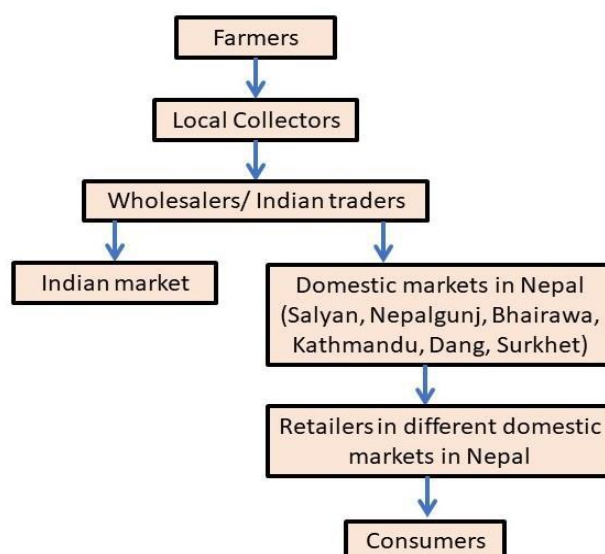 Farmers
Local Collectors
Wholesalers/ Indian traders
Indian market
Domestic markets in Nepal
(Salyan, Nepalgunj, Bhairawa,
Kathmandu, Dang, Surkhet)
Retailers in different domestic
markets in Nepal
Consumers